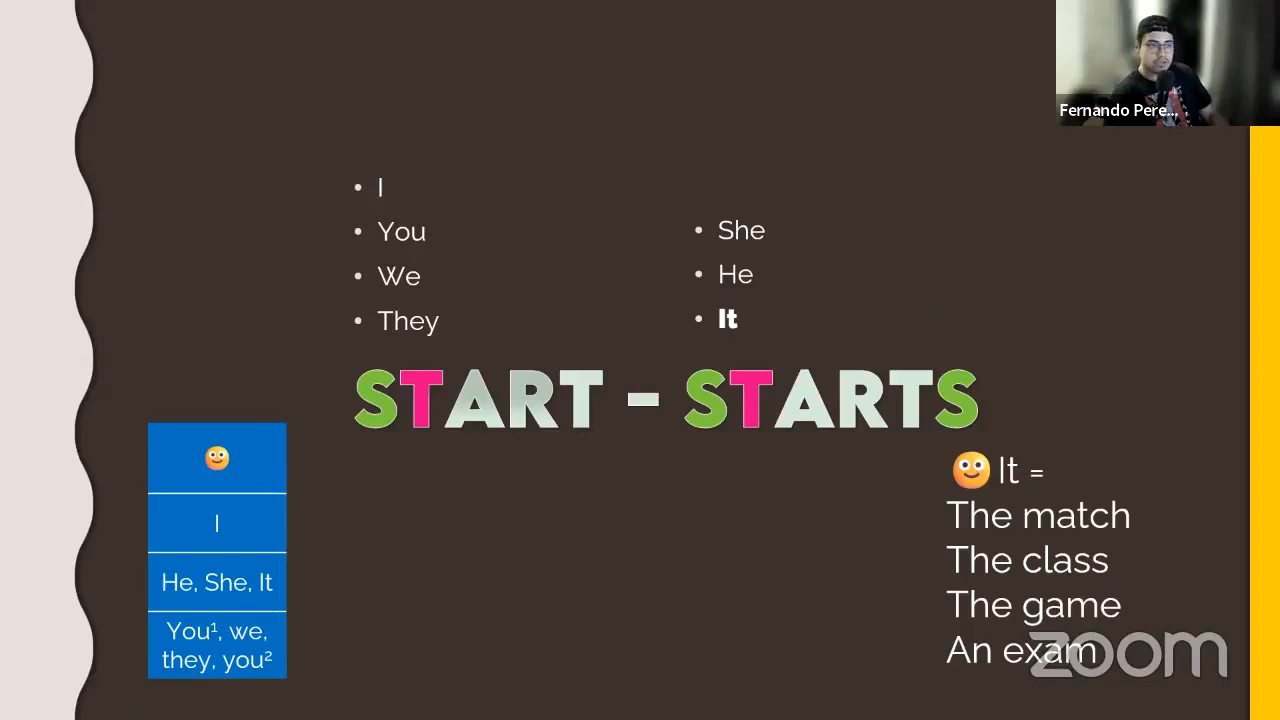 Fernando Pere...
• I
• You
• We
• They
• She
• He
• It
START - STARTS
I
He, She, It
You¹, we,
they, you²
It =
The match
The class
The game
An exam
zoom